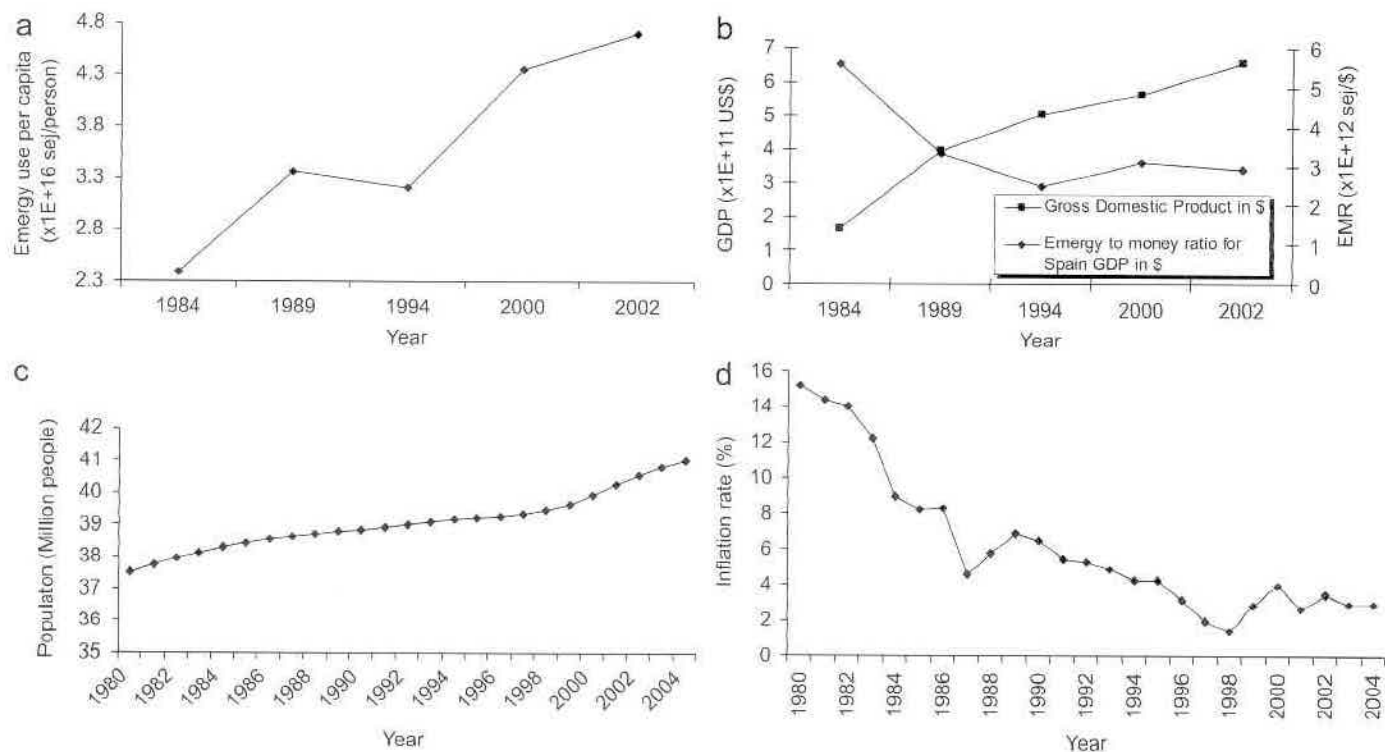 a
4.8
4.3
3.8
3.3
2.8
2.3
Emergy use per capita
(x1E+16 sej/person)
1984 1989 1994 2000 2002
Year
b
7
6
5
4
3
2
1
0
GDP (x1E+11 US$)
6
5
4
3
2
1
0
EMR (x1E+12 sej/$)
Gross Domestic Product in $
Emergy to money ratio for
Spain GDP in $
1984 1989 1994 2000 2002
Year
c
42
41
40
39
38
37
36
35
Populaton (Million people)
1980 1982 1984 1986 1988 1990 1992 1994 1996 1998 2000 2002 2004
Year
d
16
14
12
10
8
6
4
2
0
Inflation rate (%)
1980 1982 1984 1986 1988 1990 1992 1994 1996 1998 2000 2002 2004
Year